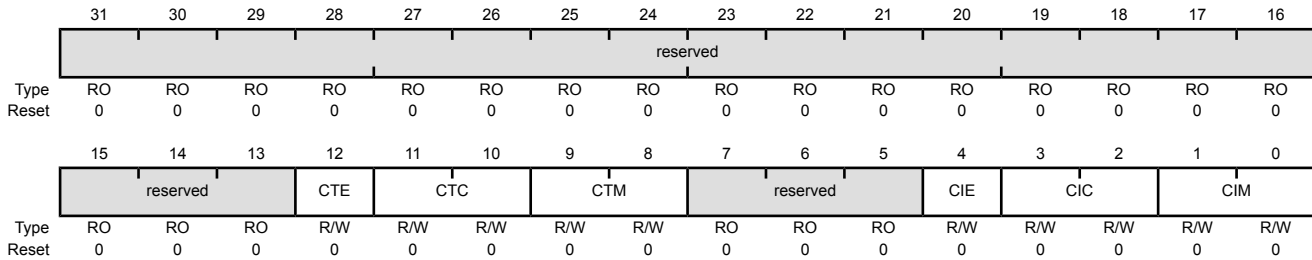 31 30 29 28 27 26 25 24 23 22 21 20 19 18 17 16
reserved
Type RO RO RO RO RO RO RO RO RO RO RO RO RO RO RO RO
Reset 0 0 0 0 0 0 0 0 0 0 0 0 0 0 0 0
15 14 13 12 11 10 9 8 7 6 5 4 3 2 1 0
reserved CTE CTC CTM reserved CIE CIC CIM
Type RO RO RO R/W R/W R/W R/W R/W RO RO RO R/W R/W R/W R/W R/W
Reset 0 0 0 0 0 0 0 0 0 0 0 0 0 0 0 0